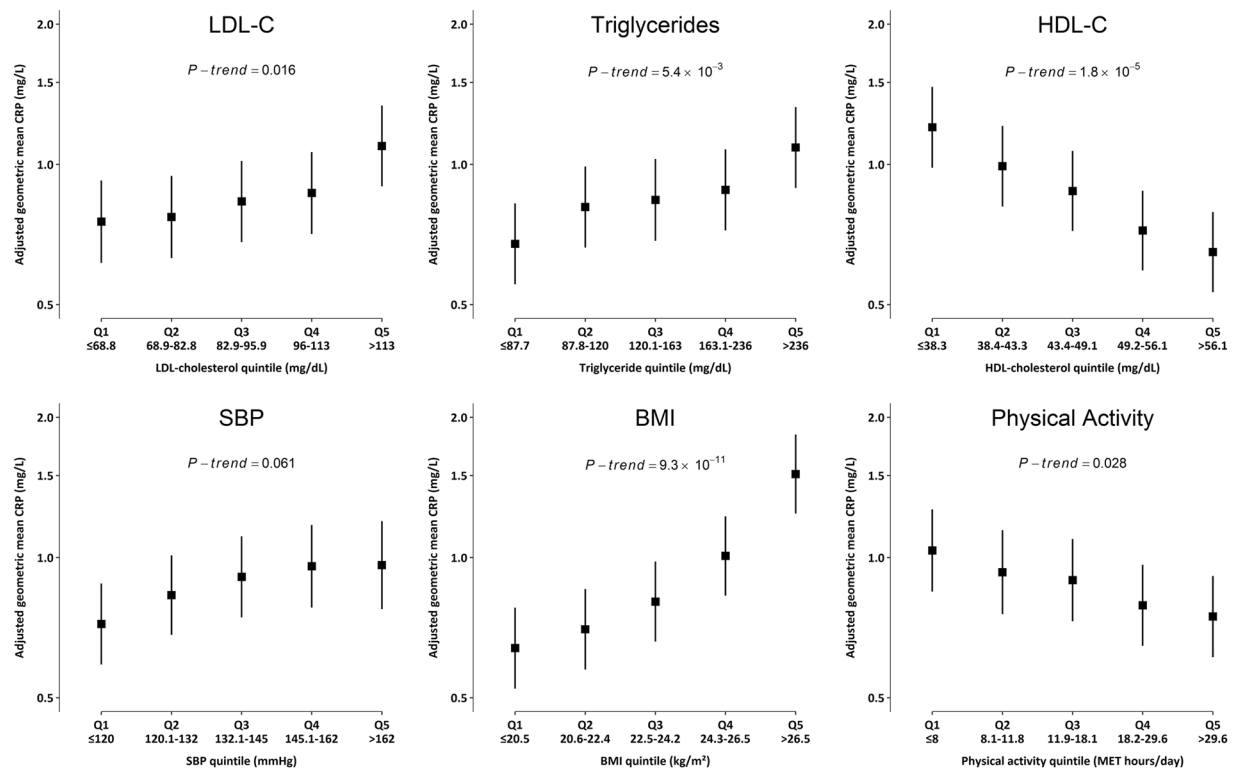 LDL-C
P − trend = 0.016
Adjusted geometric mean CRP (mg/L)
2.0
1.5
1.0
0.5
Q1 Q2 Q3 Q4 Q5
≤68.8 68.9-82.8 82.9-95.9 96-113 >113
LDL-cholesterol quintile (mg/dL)
Triglycerides
P − trend = 5.4 × 10⁻³
Adjusted geometric mean CRP (mg/L)
2.0
1.5
1.0
0.5
Q1 Q2 Q3 Q4 Q5
≤87.7 87.8-120 120.1-163 163.1-236 >236
Triglyceride quintile (mg/dL)
HDL-C
P − trend = 1.8 × 10⁻⁵
Adjusted geometric mean CRP (mg/L)
2.0
1.5
1.0
0.5
Q1 Q2 Q3 Q4 Q5
≤38.3 38.4-43.3 43.4-49.1 49.2-56.1 >56.1
HDL-cholesterol quintile (mg/dL)
SBP
P − trend = 0.061
Adjusted geometric mean CRP (mg/L)
2.0
1.5
1.0
0.5
Q1 Q2 Q3 Q4 Q5
≤120 120.1-132 132.1-145 145.1-162 >162
SBP quintile (mmHg)
BMI
P − trend = 9.3 × 10⁻¹¹
Adjusted geometric mean CRP (mg/L)
2.0
1.5
1.0
0.5
Q1 Q2 Q3 Q4 Q5
≤20.5 20.6-22.4 22.5-24.2 24.3-26.5 >26.5
BMI quintile (kg/m²)
Physical Activity
P − trend = 0.028
Adjusted geometric mean CRP (mg/L)
2.0
1.5
1.0
0.5
Q1 Q2 Q3 Q4 Q5
≤8 8.1-11.8 11.9-18.1 18.2-29.6 >29.6
Physical activity quintile (MET hours/day)